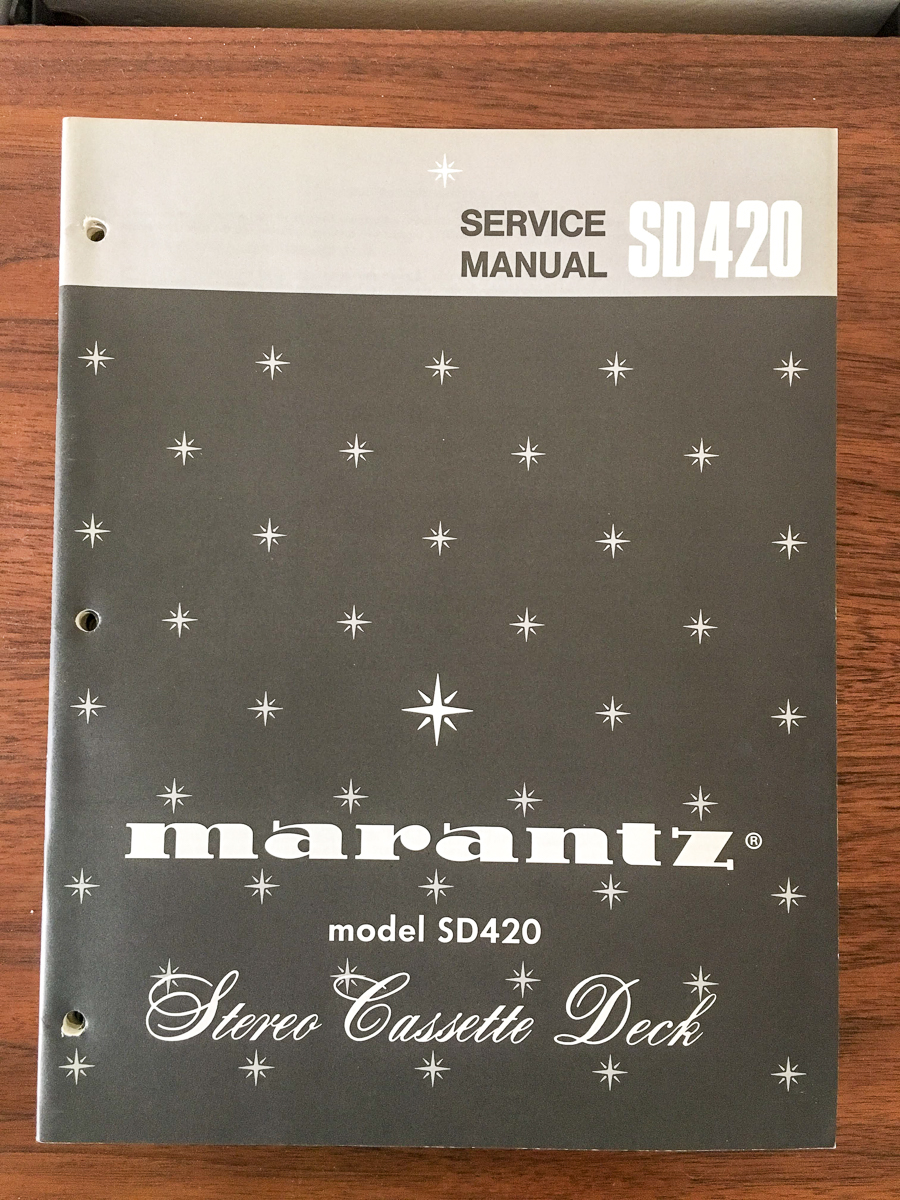 SERVICE
MANUAL SD420
marantz®
model SD420
Stereo Cassette Deck